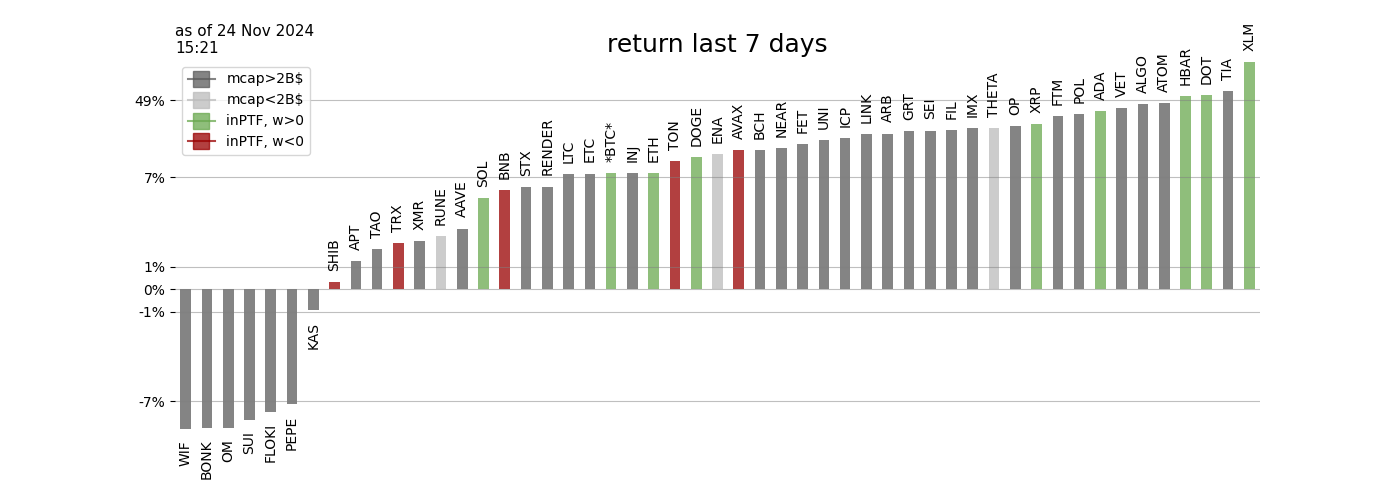 as of 24 Nov 2024
15:21
return last 7 days
mcap>2B$
mcap<2B$
inPTF, w>0
inPTF, w<0
49%
7%
1%
0%
-1%
-7%
WIF
BONK
OM
SUI
FLOKI
PEPE
KAS
SHIB
APT
TAO
TRX
XMR
RUNE
AAVE
SOL
BNB
STX
RENDER
LTC
ETC
*BTC*
INJ
ETH
TON
DOGE
ENA
AVAX
BCH
NEAR
FET
UNI
ICP
LINK
ARB
GRT
SEI
FIL
IMX
THETA
OP
XRP
FTM
POL
ADA
VET
ALGO
ATOM
HBAR
DOT
TIA
XLM